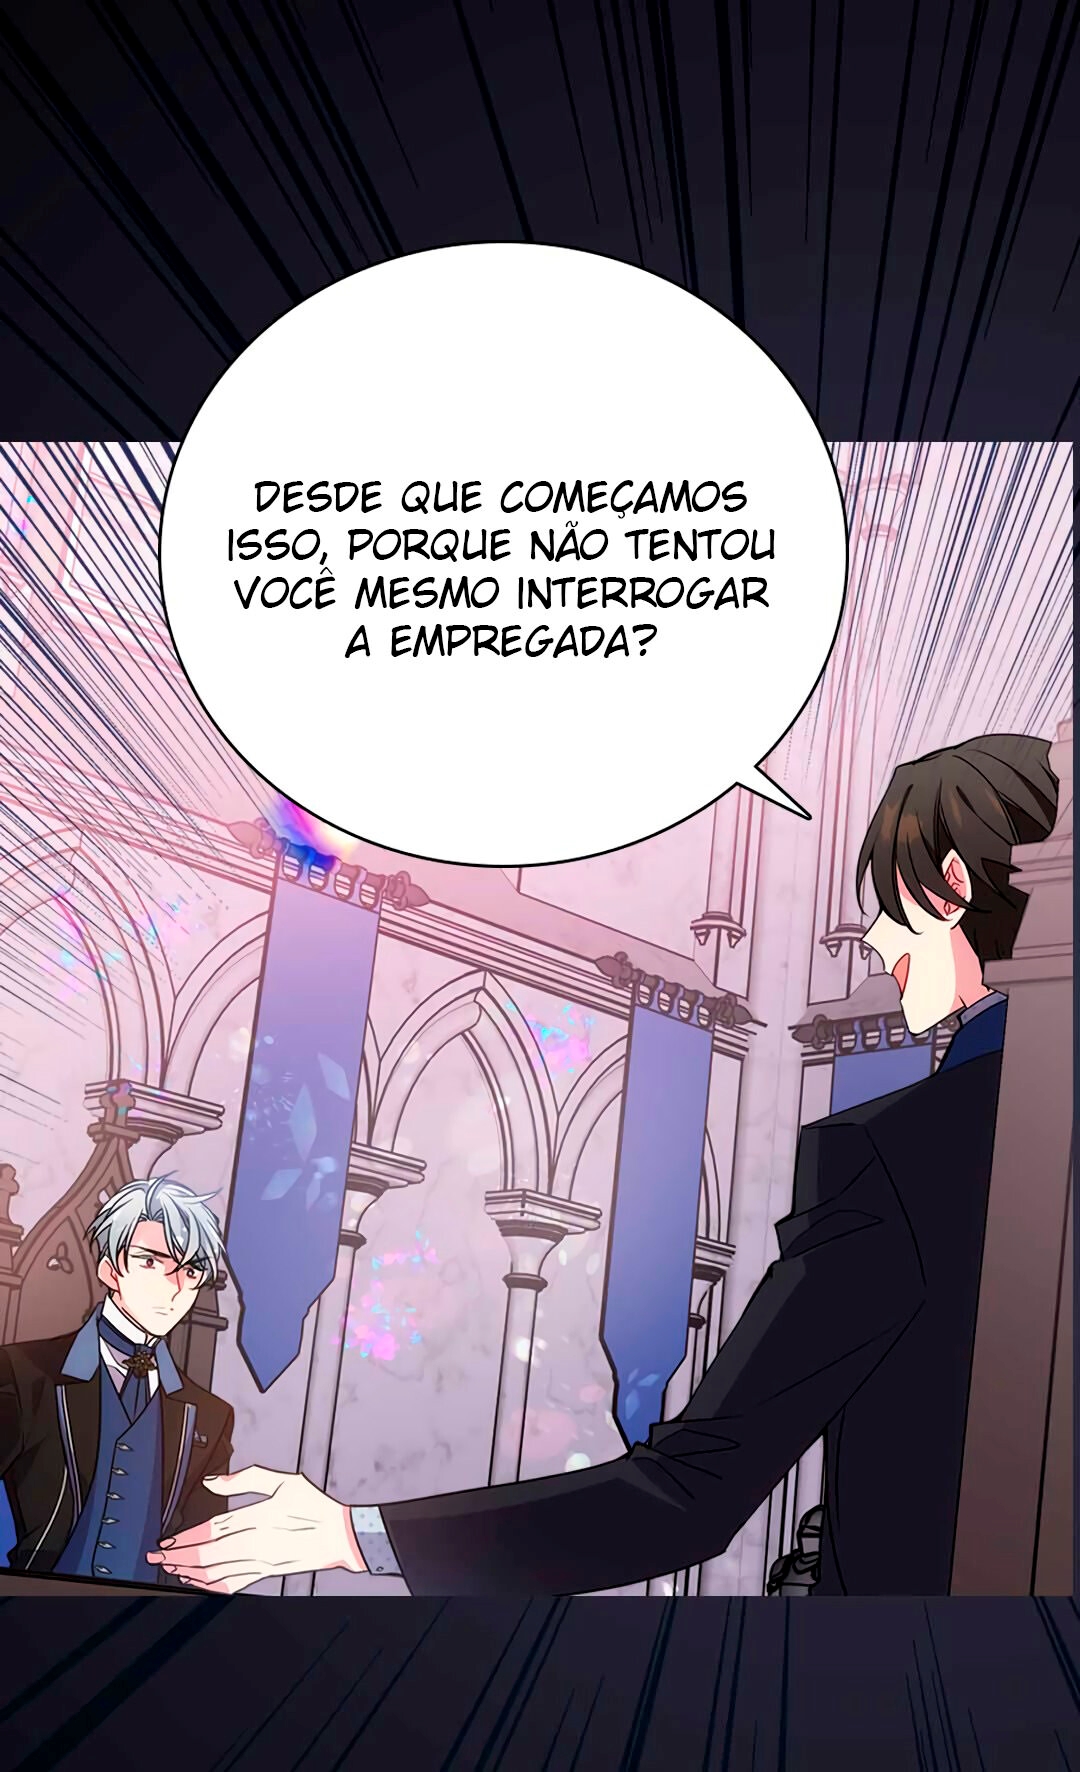 DESDE QUE COMEÇAMOS
ISSO, PORQUE NÃO TENTOU
VOCÊ MESMO INTERROGAR
A EMPREGADA?